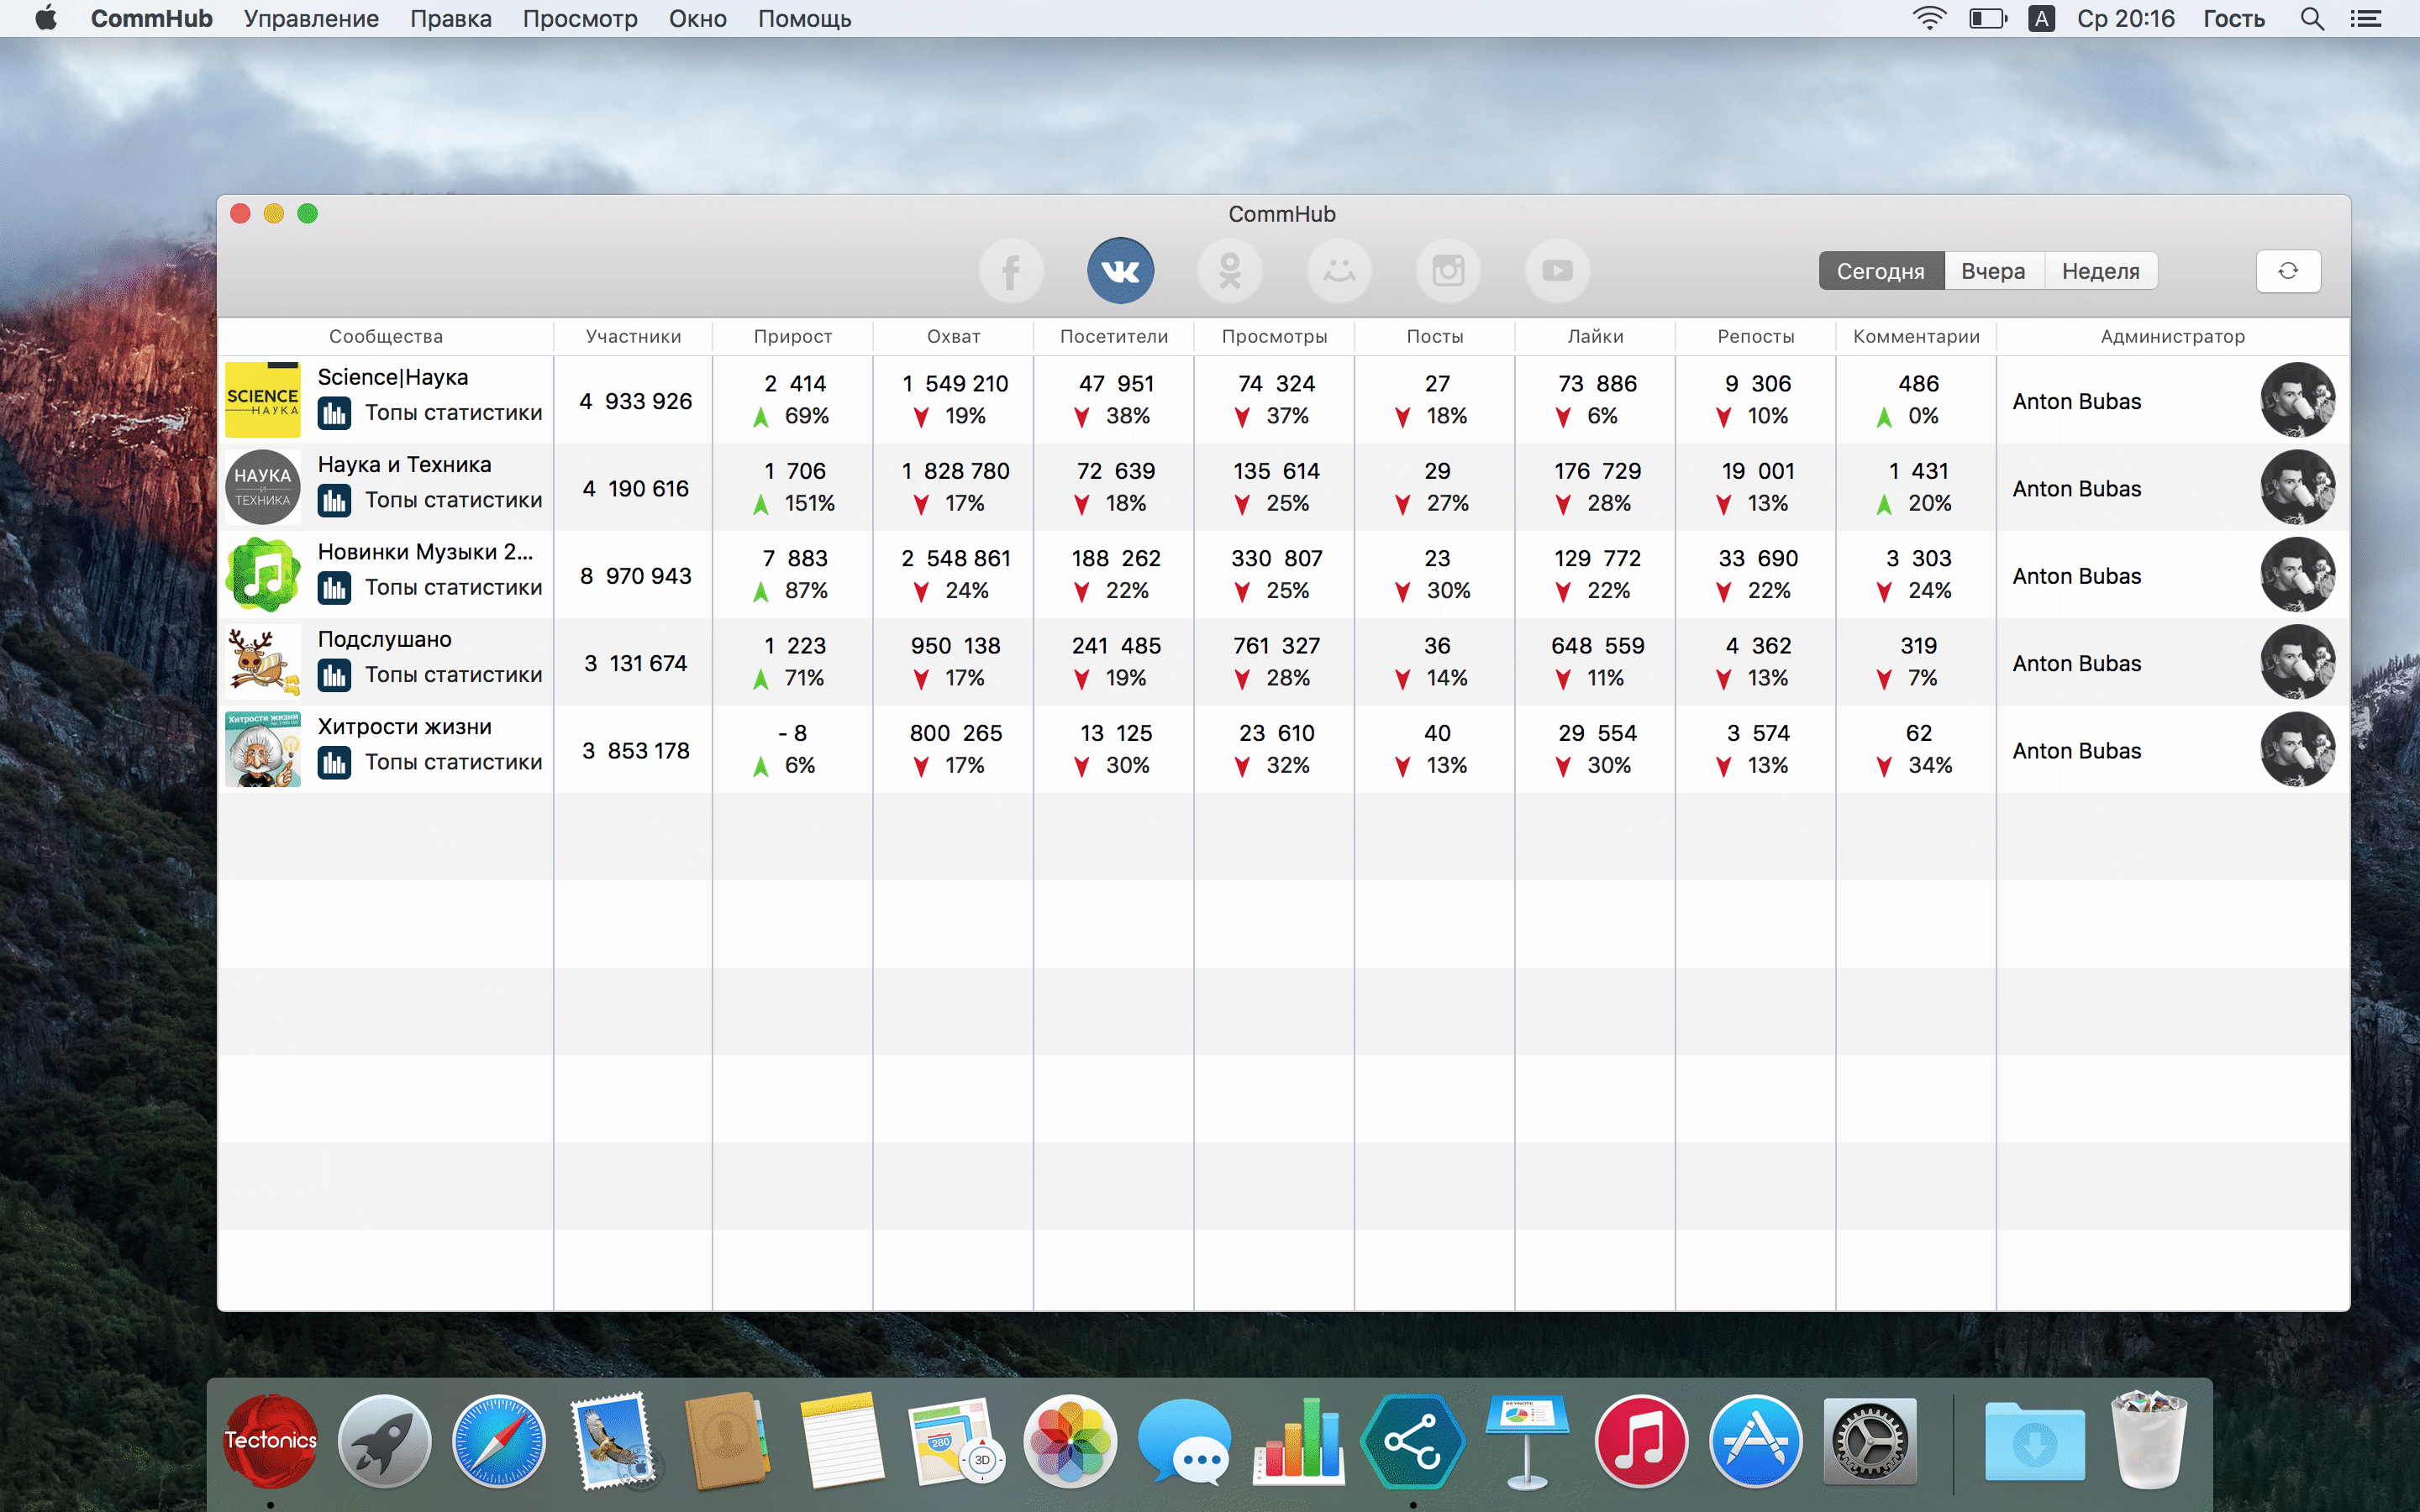 CommHub Управление Правка Просмотр Окно Помощь A Ср 20:16 Гость
CommHub
Сегодня Вчера Неделя
Сообщества Участники Прирост Охват Посетители Просмотры Посты Лайки Репосты Комментарии Администратор
SCIENCE НАУКА
Science|Наука
Топы статистики
4 933 926
2 414 1 549 210 47 951 74 324 27 73 886 9 306 486
69% 19% 38% 37% 18% 6% 10% 0%
Anton Bubas
НАУКА И ТЕХНИКА
Наука и Техника
Топы статистики
4 190 616
1 706 1 828 780 72 639 135 614 29 176 729 19 001 1 431
151% 17% 18% 25% 27% 28% 13% 20%
Anton Bubas
Новинки Музыки 2...
Топы статистики
8 970 943
7 883 2 548 861 188 262 330 807 23 129 772 33 690 3 303
87% 24% 22% 25% 30% 22% 22% 24%
Anton Bubas
Подслушано
Топы статистики
3 131 674
1 223 950 138 241 485 761 327 36 648 559 4 362 319
71% 17% 19% 28% 14% 11% 13% 7%
Anton Bubas
Хитрости жизни
Хитрости жизни
Топы статистики
3 853 178
- 8 800 265 13 125 23 610 40 29 554 3 574 62
6% 17% 30% 32% 13% 30% 13% 34%
Anton Bubas
Tectonics
280
3D
KEYNOTE